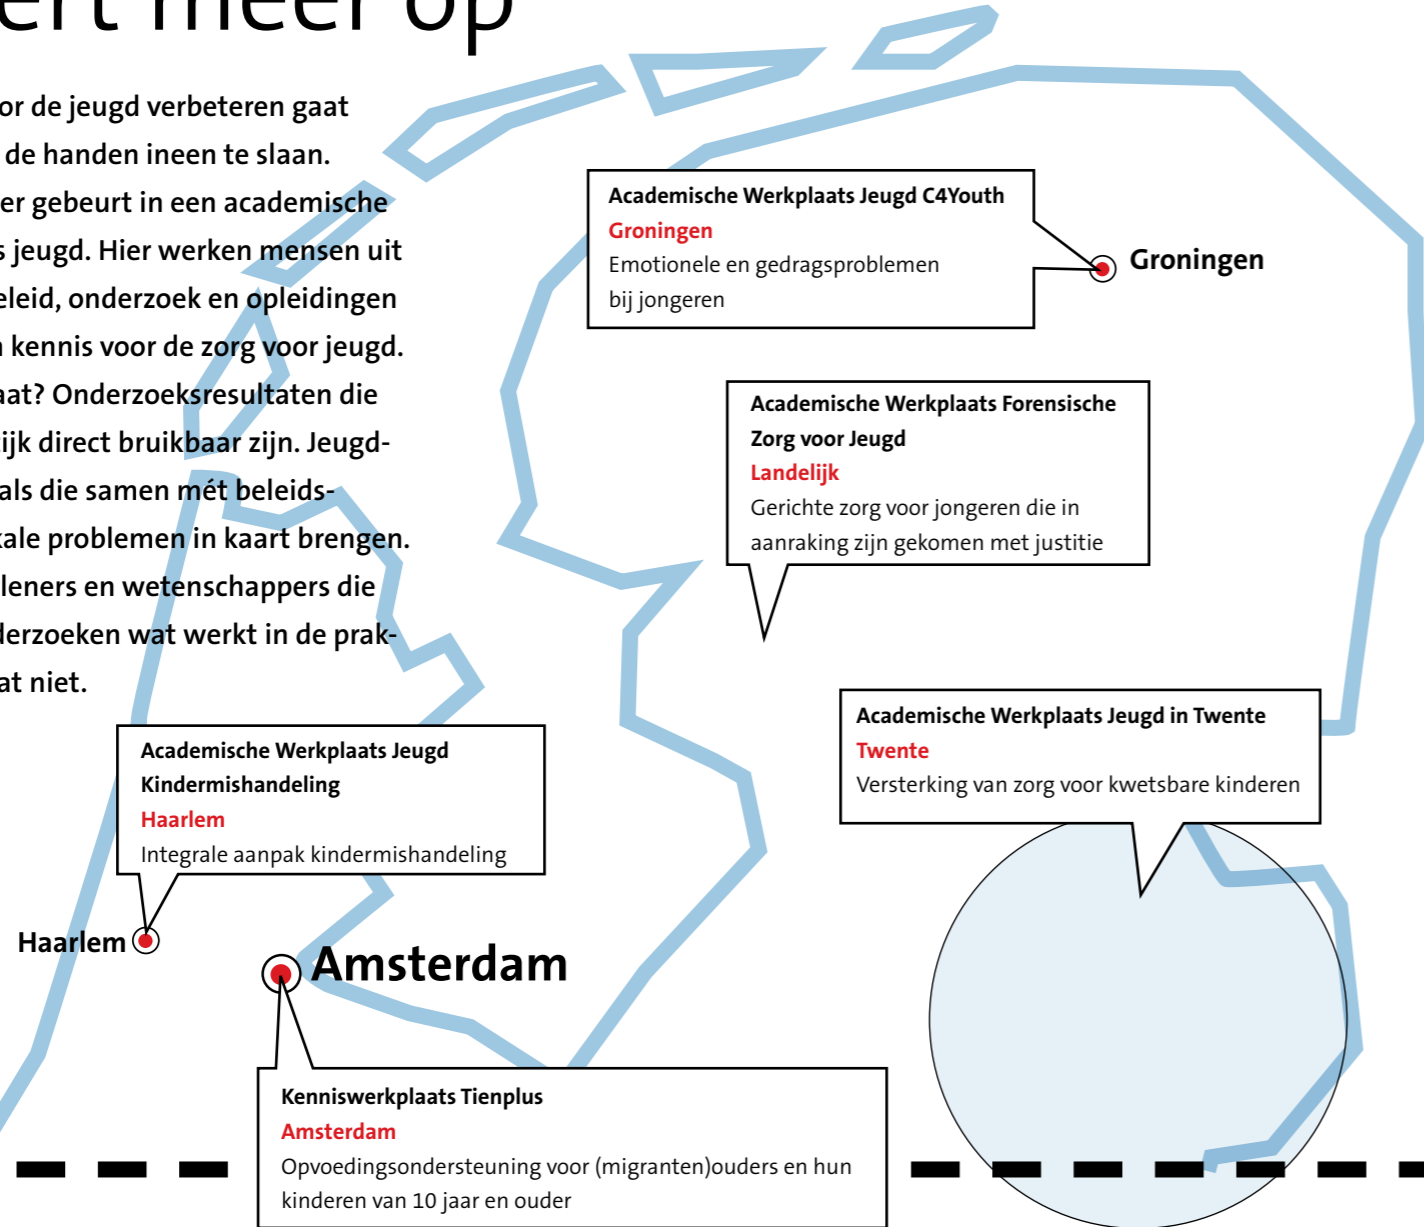 ert meer op
or de jeugd verbeteren gaat
de handen ineen te slaan.
er gebeurt in een academische
s jeugd. Hier werken mensen uit
eleid, onderzoek en opleidingen
n kennis voor de zorg voor jeugd.
aat? Onderzoeksresultaten die
ijk direct bruikbaar zijn. Jeugd-
als die samen mét beleids-
kale problemen in kaart brengen.
leners en wetenschappers die
derzoeken wat werkt in de prak-
at niet.
Academische Werkplaats Jeugd C4Youth
Groningen
Emotionele en gedragsproblemen
bij jongeren
Groningen
Academische Werkplaats Forensische
Zorg voor Jeugd
Landelijk
Gerichte zorg voor jongeren die in
aanraking zijn gekomen met justitie
Academische Werkplaats Jeugd in Twente
Twente
Versterking van zorg voor kwetsbare kinderen
Academische Werkplaats Jeugd
Kindermishandeling
Haarlem
Integrale aanpak kindermishandeling
Haarlem
Amsterdam
Kenniswerkplaats Tienplus
Amsterdam
Opvoedingsondersteuning voor (migranten)ouders en hun
kinderen van 10 jaar en ouder